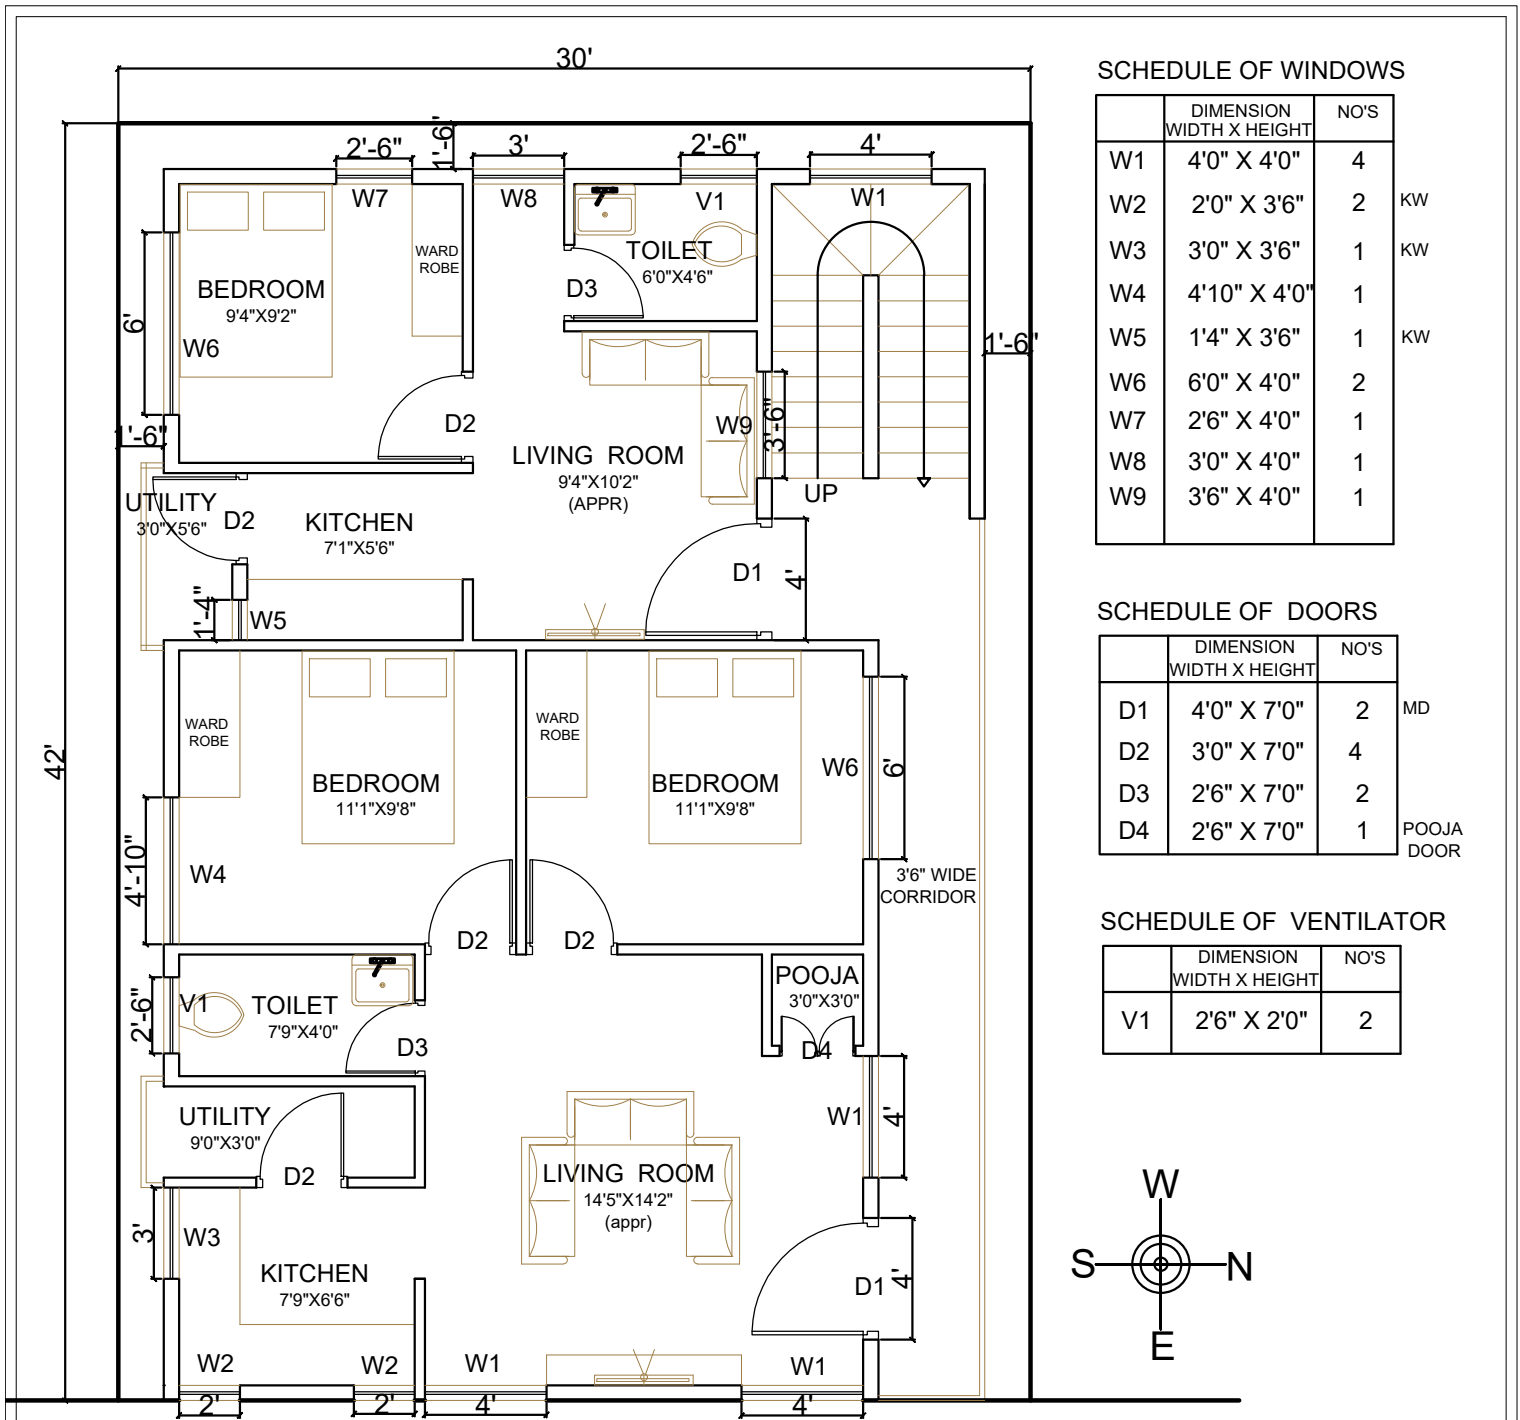 30'
SCHEDULE OF WINDOWS
DIMENSION NO'S
WIDTH X HEIGHT
W1 4'0" X 4'0" 4
W2 2'0" X 3'6" 2 KW
W3 3'0" X 3'6" 1 KW
W4 4'10" X 4'0" 1
W5 1'4" X 3'6" 1 KW
W6 6'0" X 4'0" 2
W7 2'6" X 4'0" 1
W8 3'0" X 4'0" 1
W9 3'6" X 4'0" 1
2'-6" 1'-6" 3' 2'-6" 4'
W7 W8 V1 W1
WARD
ROBE
TOILET
6'0"X4'6"
BEDROOM
9'4"X9'2"
D3
6'
W6
1'-6"
1'-6"
D2
W9
3'-6"
LIVING ROOM
9'4"X10'2"
(APPR)
UP
UTILITY
3'0"X5'6"
D2
KITCHEN
7'1"X5'6"
D1
4'
1'-4"
W5
SCHEDULE OF DOORS
DIMENSION NO'S
WIDTH X HEIGHT
D1 4'0" X 7'0" 2 MD
D2 3'0" X 7'0" 4
D3 2'6" X 7'0" 2
D4 2'6" X 7'0" 1 POOJA
DOOR
42'
WARD
ROBE
WARD
ROBE
BEDROOM
11'1"X9'8"
BEDROOM
11'1"X9'8"
W6
6'
4'-10"
W4
3'6" WIDE
CORRIDOR
D2 D2
SCHEDULE OF VENTILATOR
DIMENSION NO'S
WIDTH X HEIGHT
V1 2'6" X 2'0" 2
2'-6"
V1
TOILET
7'9"X4'0"
POOJA
3'0"X3'0"
D3
D4
UTILITY
9'0"X3'0"
W1
4'
D2
LIVING ROOM
14'5"X14'2"
(appr)
3'
W3
KITCHEN
7'9"X6'6"
D1
4'
W2 W2 W1 W1
2' 2' 4' 4'
W
S N
E